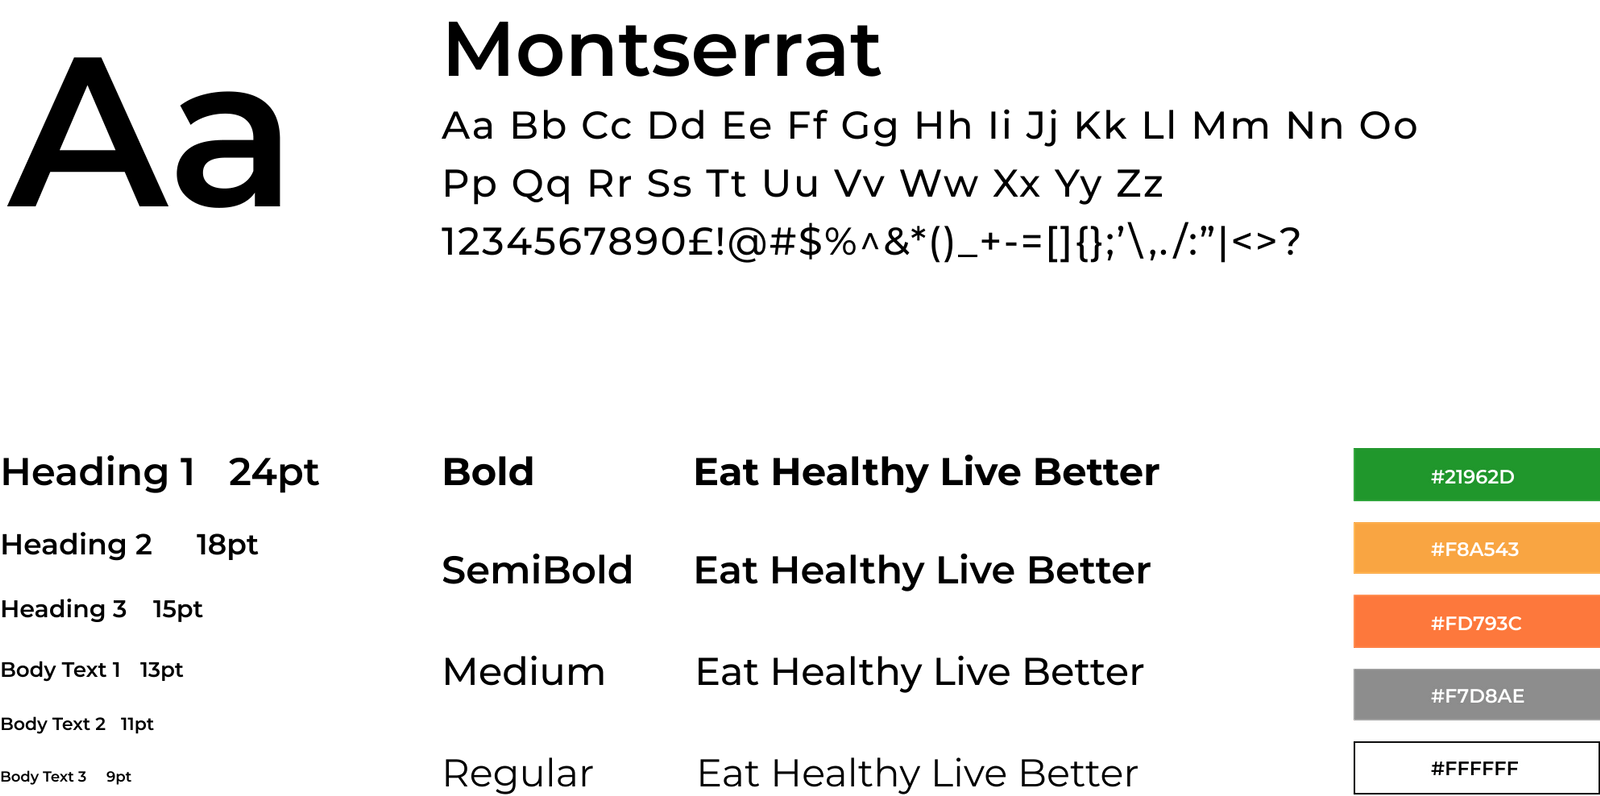 Aa
Montserrat
Aa Bb Cc Dd Ee Ff Gg Hh Ii Jj Kk Ll Mm Nn Oo
Pp Qq Rr Ss Tt Uu Vv Ww Xx Yy Zz
1234567890£!@#$%^&*()_+-=[]{};’\,./:”|<>?
Heading 1 24pt
Heading 2 18pt
Heading 3 15pt
Body Text 1 13pt
Body Text 2 11pt
Body Text 3 9pt
Bold Eat Healthy Live Better
SemiBold Eat Healthy Live Better
Medium Eat Healthy Live Better
Regular Eat Healthy Live Better
#21962D
#F8A543
#FD793C
#F7D8AE
#FFFFFF